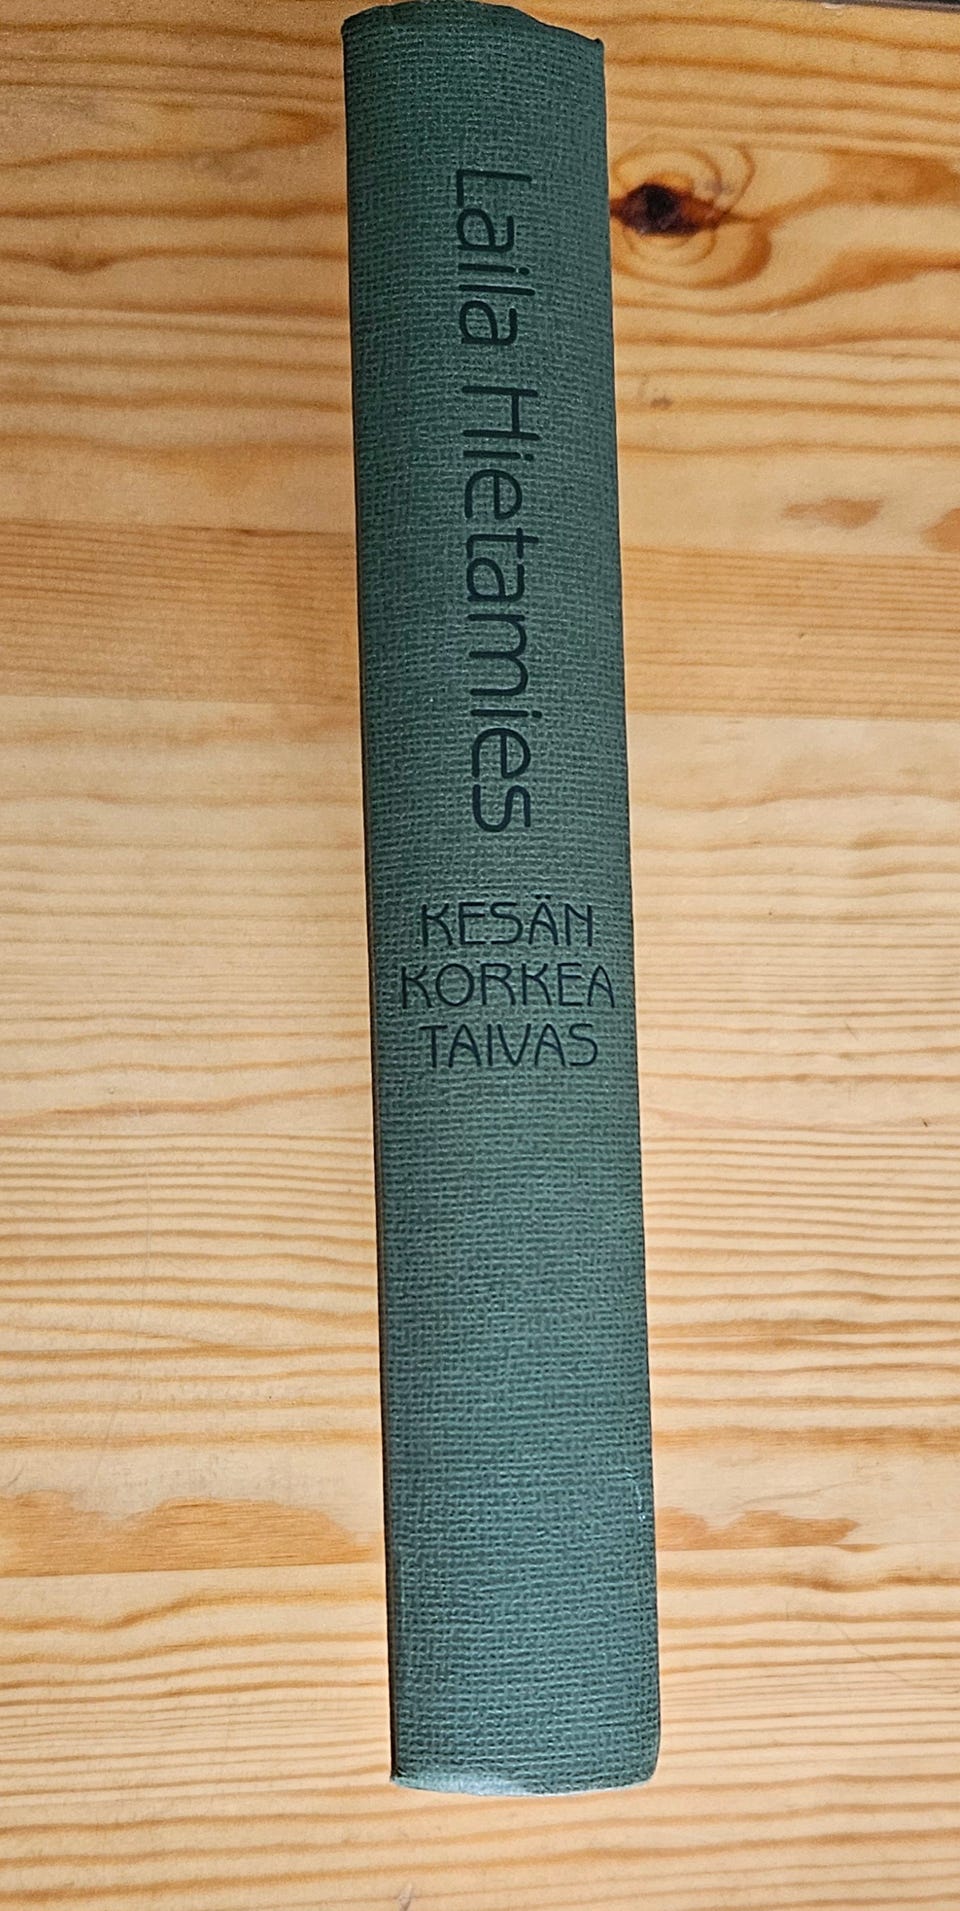 Laila Hietamies
KESÄN
KORKEA
TAIVAS